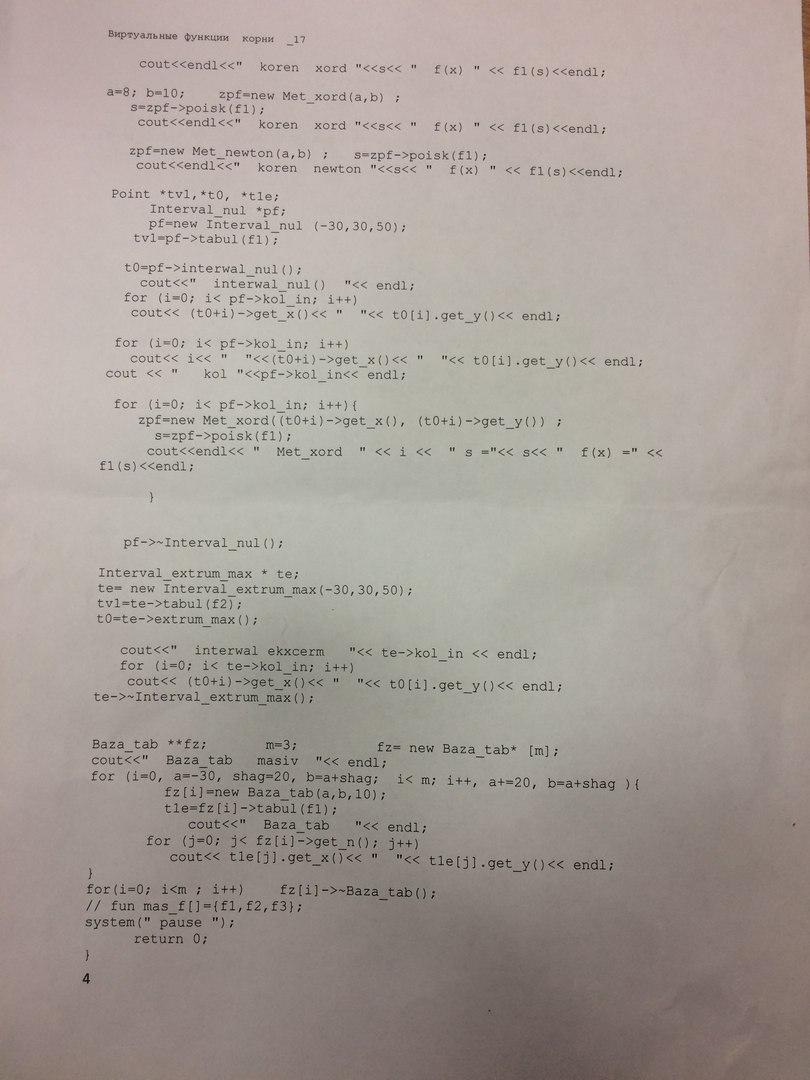 Виртуальные функции корни _17
cout<<endl<<" koren xord "<<s<< " f(x) " << f1(s)<<endl;
a=8; b=10; zpf=new Met_xord(a,b) ;
s=zpf->poisk(f1);
cout<<endl<<" koren xord "<<s<< " f(x) " << f1(s)<<endl;
zpf=new Met_newton(a,b) ; s=zpf->poisk(f1);
cout<<endl<<" koren newton "<<s<< " f(x) " << f1(s)<<endl;
Point *tv1,*t0, *t1e;
Interval_nul *pf;
pf=new Interval_nul (-30,30,50);
tv1=pf->tabul(f1);
t0=pf->interwal_nul();
cout<<" interwal_nul() "<< endl;
for (i=0; i< pf->kol_in; i++)
cout<< (t0+i)->get_x()<< " "<< t0[i].get_y()<< endl;
for (i=0; i< pf->kol_in; i++)
cout<< i<< " "<<(t0+i)->get_x()<< " "<< t0[i].get_y()<< endl;
cout << " kol "<<pf->kol_in<< endl;
for (i=0; i< pf->kol_in; i++){
zpf=new Met_xord((t0+i)->get_x(), (t0+i)->get_y()) ;
s=zpf->poisk(f1);
cout<<endl<< " Met_xord " << i << " s ="<< s<< " f(x) =" <<
f1(s)<<endl;
}
pf->~Interval_nul();
Interval_extrum_max * te;
te= new Interval_extrum_max(-30,30,50);
tv1=te->tabul(f2);
t0=te->extrum_max();
cout<<" interwal ekxcerm "<< te->kol_in << endl;
for (i=0; i< te->kol_in; i++)
cout<< (t0+i)->get_x()<< " "<< t0[i].get_y()<< endl;
te->~Interval_extrum_max();
Baza_tab **fz; m=3; fz= new Baza_tab* [m];
cout<<" Baza_tab masiv "<< endl;
for (i=0, a=-30, shag=20, b=a+shag; i< m; i++, a+=20, b=a+shag ){
fz[i]=new Baza_tab(a,b,10);
t1e=fz[i]->tabul(f1);
cout<<" Baza_tab "<< endl;
for (j=0; j< fz[i]->get_n(); j++)
cout<< t1e[j].get_x()<< " "<< t1e[j].get_y()<< endl;
}
for(i=0; i<m ; i++) fz[i]->~Baza_tab();
// fun mas_f[]={f1,f2,f3};
system(" pause ");
return 0;
}
4